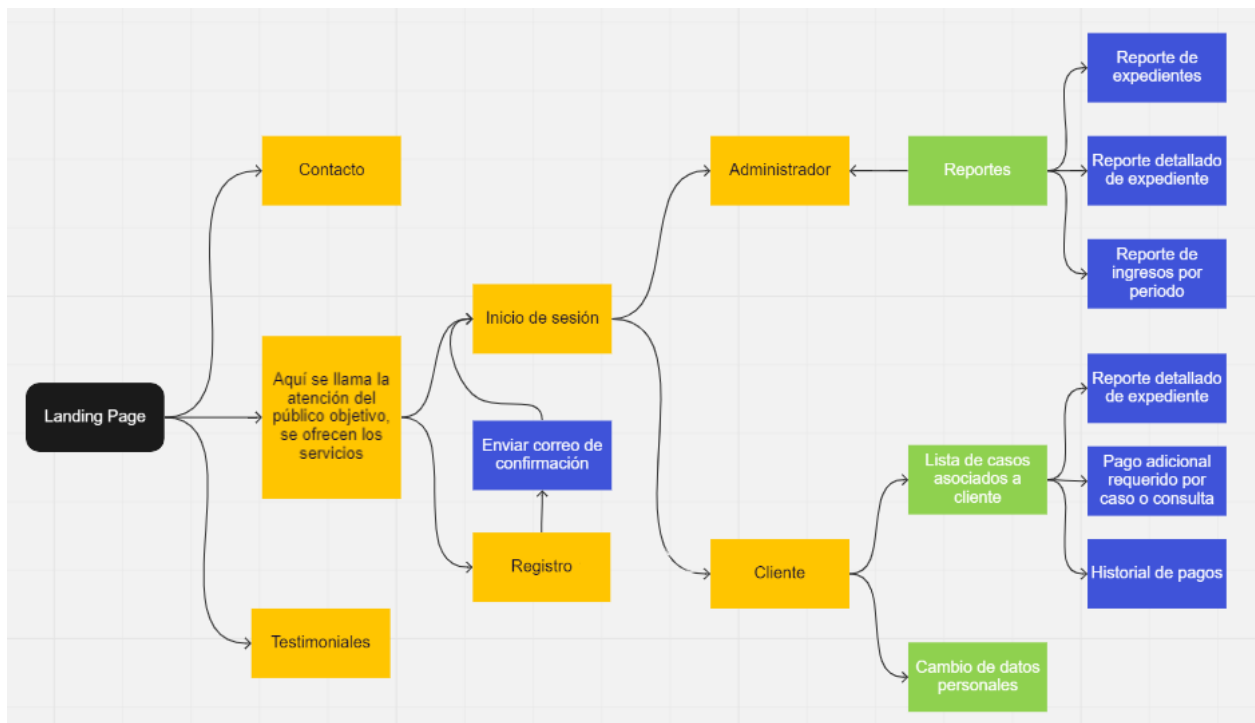 Landing Page
Contacto
Aquí se llama la
atención del
público objetivo,
se ofrecen los
servicios
Testimoniales
Inicio de sesión
Enviar correo de
confirmación
Registro
Administrador
Reportes
Reporte de
expedientes
Reporte detallado
de expediente
Reporte de
ingresos por
periodo
Cliente
Lista de casos
asociados a
cliente
Reporte detallado
de expediente
Pago adicional
requerido por
caso o consulta
Historial de pagos
Cambio de datos
personales